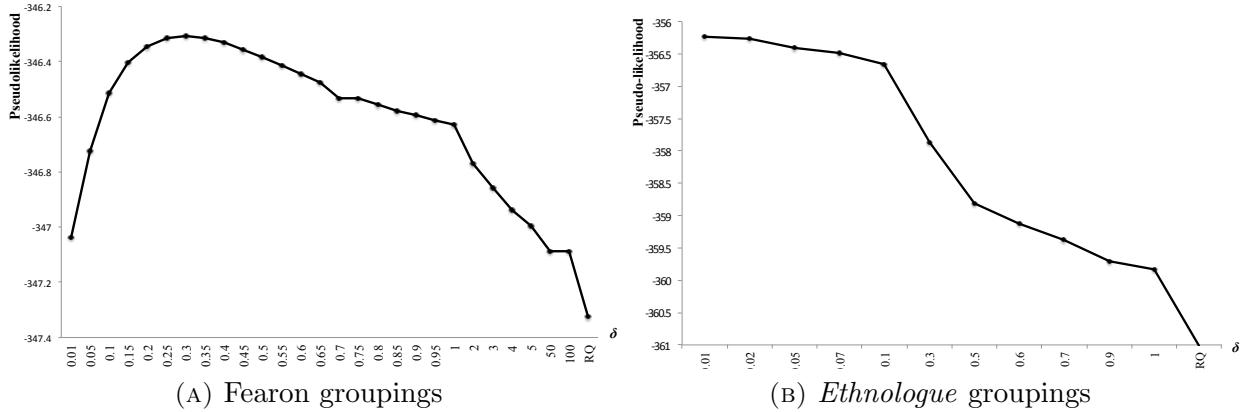 Pseudolikelihood
-346.2
-346.4
-346.6
-346.8
-347
-347.2
-347.4
0.01 0.05 0.1 0.15 0.2 0.25 0.3 0.35 0.4 0.45 0.5 0.55 0.6 0.65 0.7 0.75 0.8 0.85 0.9 0.95 1 2 3 4 5 50 100 RQ
δ
(A) Fearon groupings
Pseudo-likelihood
-356
-356.5
-357
-357.5
-358
-358.5
-359
-359.5
-360
-360.5
-361
).01 ).02 ).05 ).07 0.1 0.3 0.5 0.6 0.7 0.9 1 RQ
δ
(B) Ethnologue groupings